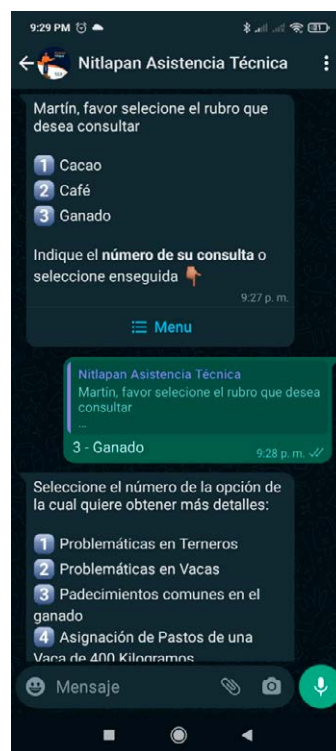 9:29 PM
Nitlapan Asistencia Técnica
Martín, favor selecione el rubro que
desea consultar
1 Cacao
2 Café
3 Ganado
Indique el número de su consulta o
seleccione enseguida 👇🏽
9:27 p. m.
Menu
Nitlapan Asistencia Técnica
Martín, favor selecione el rubro que desea
consultar
...
3 - Ganado
9:28 p. m.
Seleccione el número de la opción de
la cual quiere obtener más detalles:
1 Problemáticas en Terneros
2 Problemáticas en Vacas
3 Padecimientos comunes en el
ganado
4 Asignación de Pastos de una
Vaca de 400 Kilogramos
Mensaje